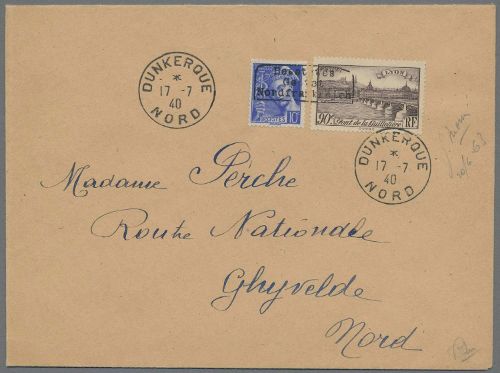 DUNKERQUE
*
17 -7
40
NORD
Besetztes
Gebiet
Nordfrankreich
POSTES 10c
LYON
90c Pont de la Guillotière RF
DUNKERQUE
*
17 -7
40
NORD
Madame Perche
Route Nationale
Ghyvelde
Nord